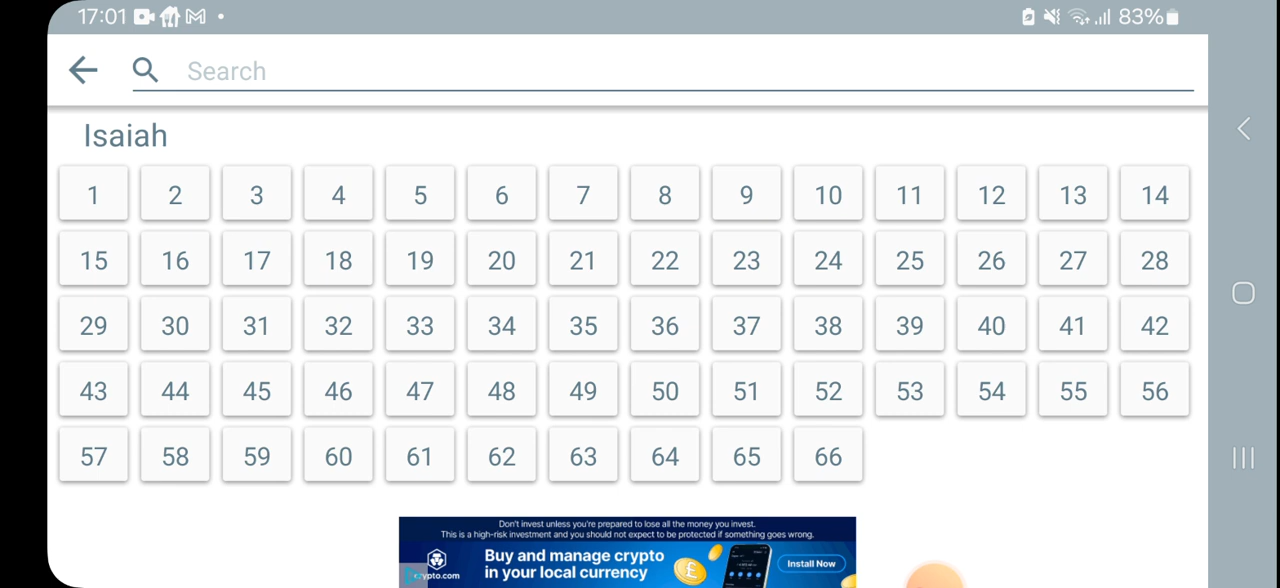 17:01 83%
Search
Isaiah
1 2 3 4 5 6 7 8 9 10 11 12 13 14
15 16 17 18 19 20 21 22 23 24 25 26 27 28
29 30 31 32 33 34 35 36 37 38 39 40 41 42
43 44 45 46 47 48 49 50 51 52 53 54 55 56
57 58 59 60 61 62 63 64 65 66
Don't invest unless you're prepared to lose all the money you invest.
This is a high-risk investment and you should not expect to be protected if something goes wrong.
Buy and manage crypto
in your local currency
Install Now
crypto.com